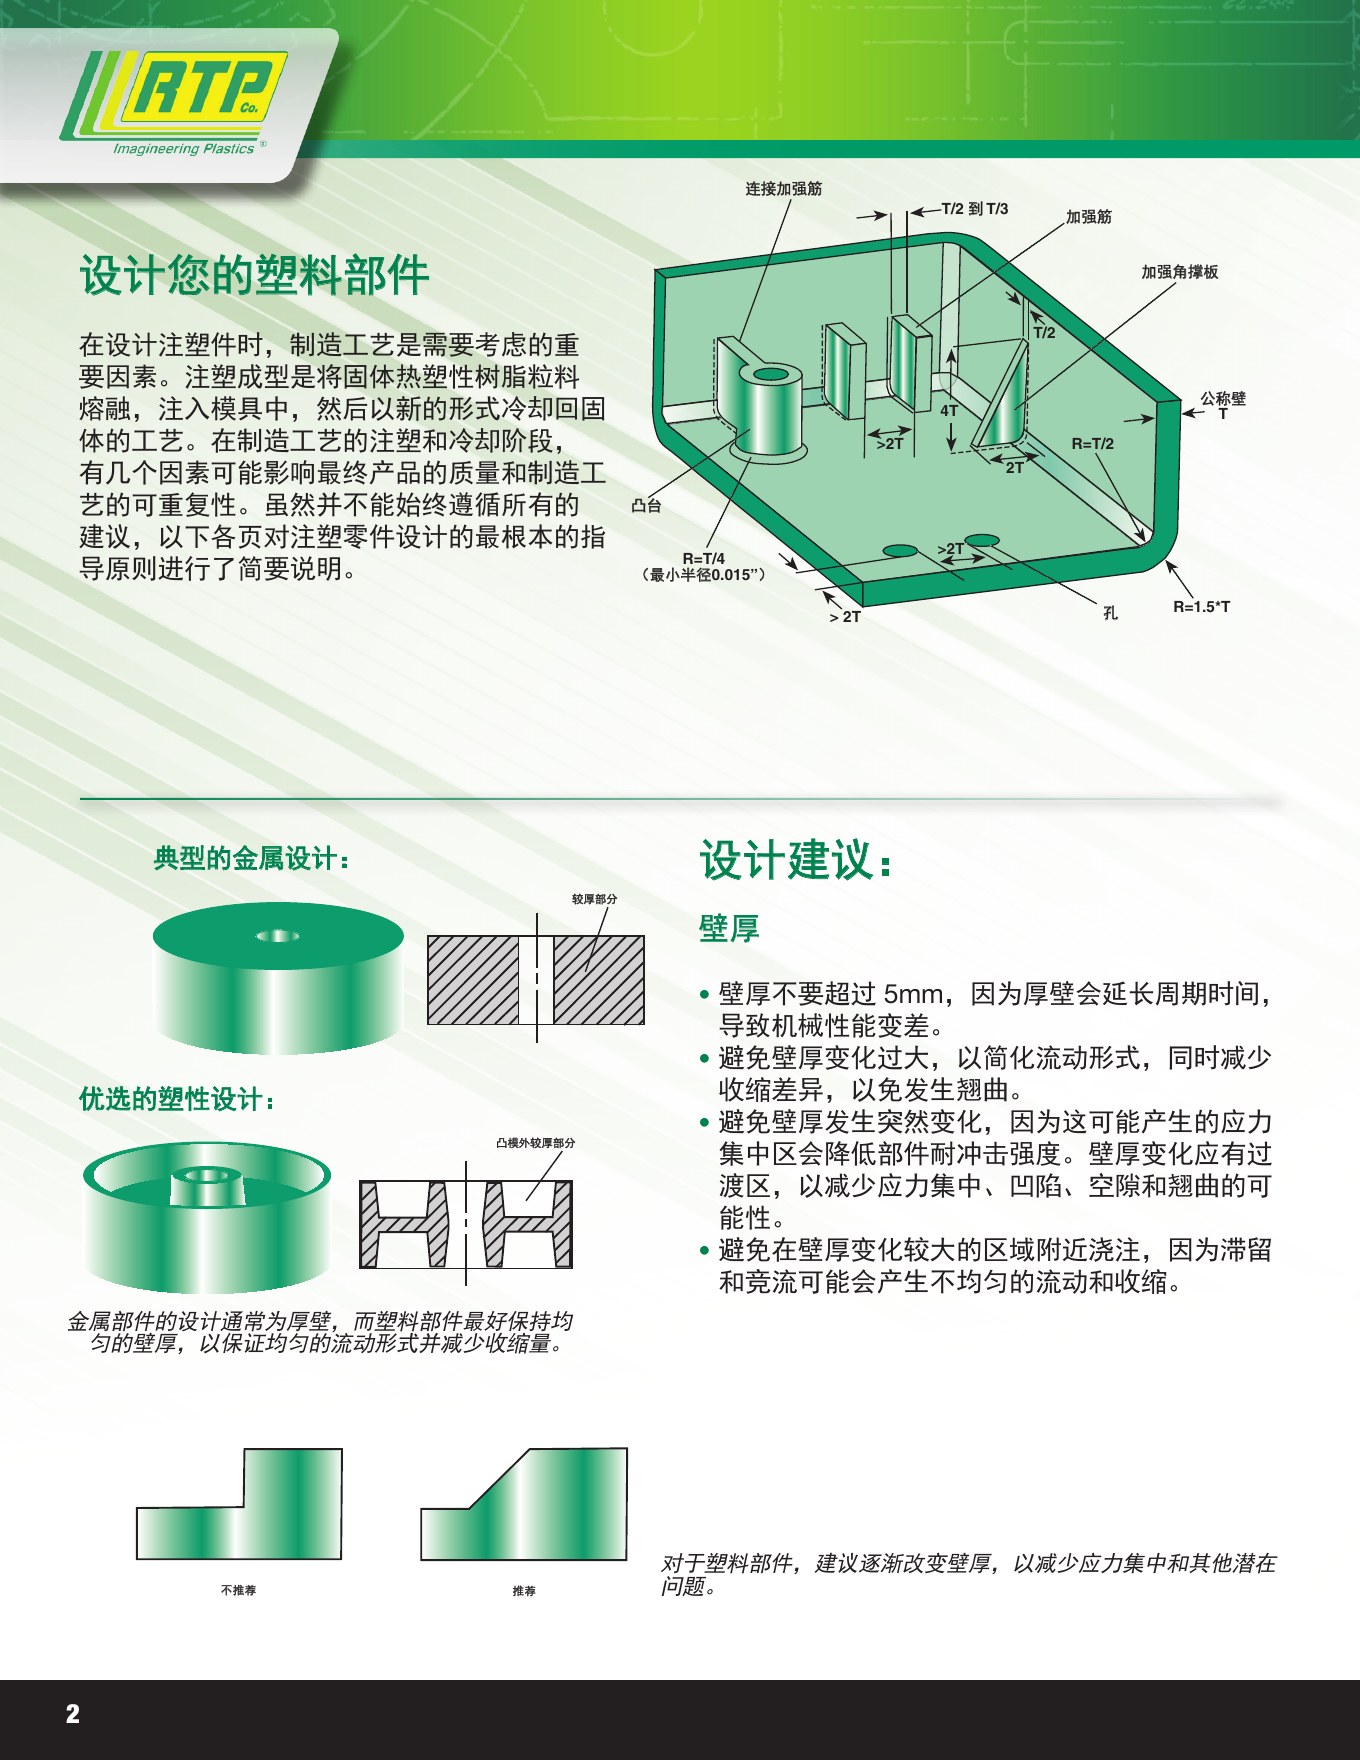 RTP Co.
Imagineering Plastics ®
设计您的塑料部件
在设计注塑件时，制造工艺是需要考虑的重
要因素。注塑成型是将固体热塑性树脂粒料
熔融，注入模具中，然后以新的形式冷却回固
体的工艺。在制造工艺的注塑和冷却阶段，
有几个因素可能影响最终产品的质量和制造工
艺的可重复性。虽然并不能始终遵循所有的
建议，以下各页对注塑零件设计的最根本的指
导原则进行了简要说明。
连接加强筋
T/2 到 T/3
加强筋
加强角撑板
T/2
公称壁
T
4T
>2T
2T
R=T/2
凸台
R=T/4
（最小半径0.015”）
>2T
> 2T
孔
R=1.5*T
典型的金属设计：
较厚部分
优选的塑性设计：
凸模外较厚部分
金属部件的设计通常为厚壁，而塑料部件最好保持均
匀的壁厚，以保证均匀的流动形式并减少收缩量。
设计建议：
壁厚
• 壁厚不要超过 5mm，因为厚壁会延长周期时间，
导致机械性能变差。
• 避免壁厚变化过大，以简化流动形式，同时减少
收缩差异，以免发生翘曲。
• 避免壁厚发生突然变化，因为这可能产生的应力
集中区会降低部件耐冲击强度。壁厚变化应有过
渡区，以减少应力集中、凹陷、空隙和翘曲的可
能性。
• 避免在壁厚变化较大的区域附近浇注，因为滞留
和竞流可能会产生不均匀的流动和收缩。
不推荐
推荐
对于塑料部件，建议逐渐改变壁厚，以减少应力集中和其他潜在
问题。
2